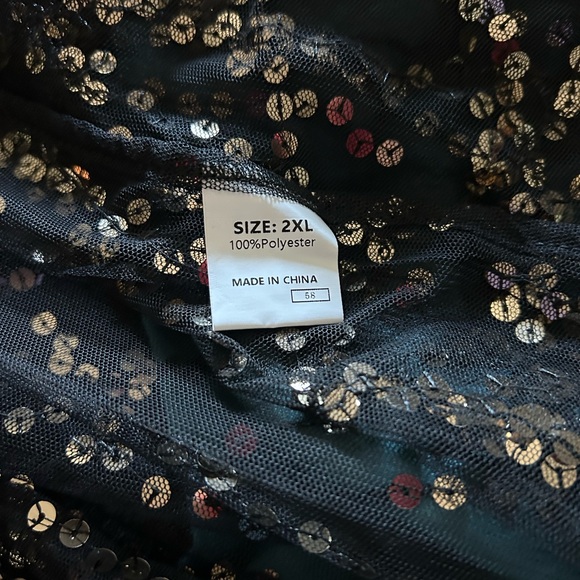 SIZE: 2XL
100%Polyester
MADE IN CHINA
58